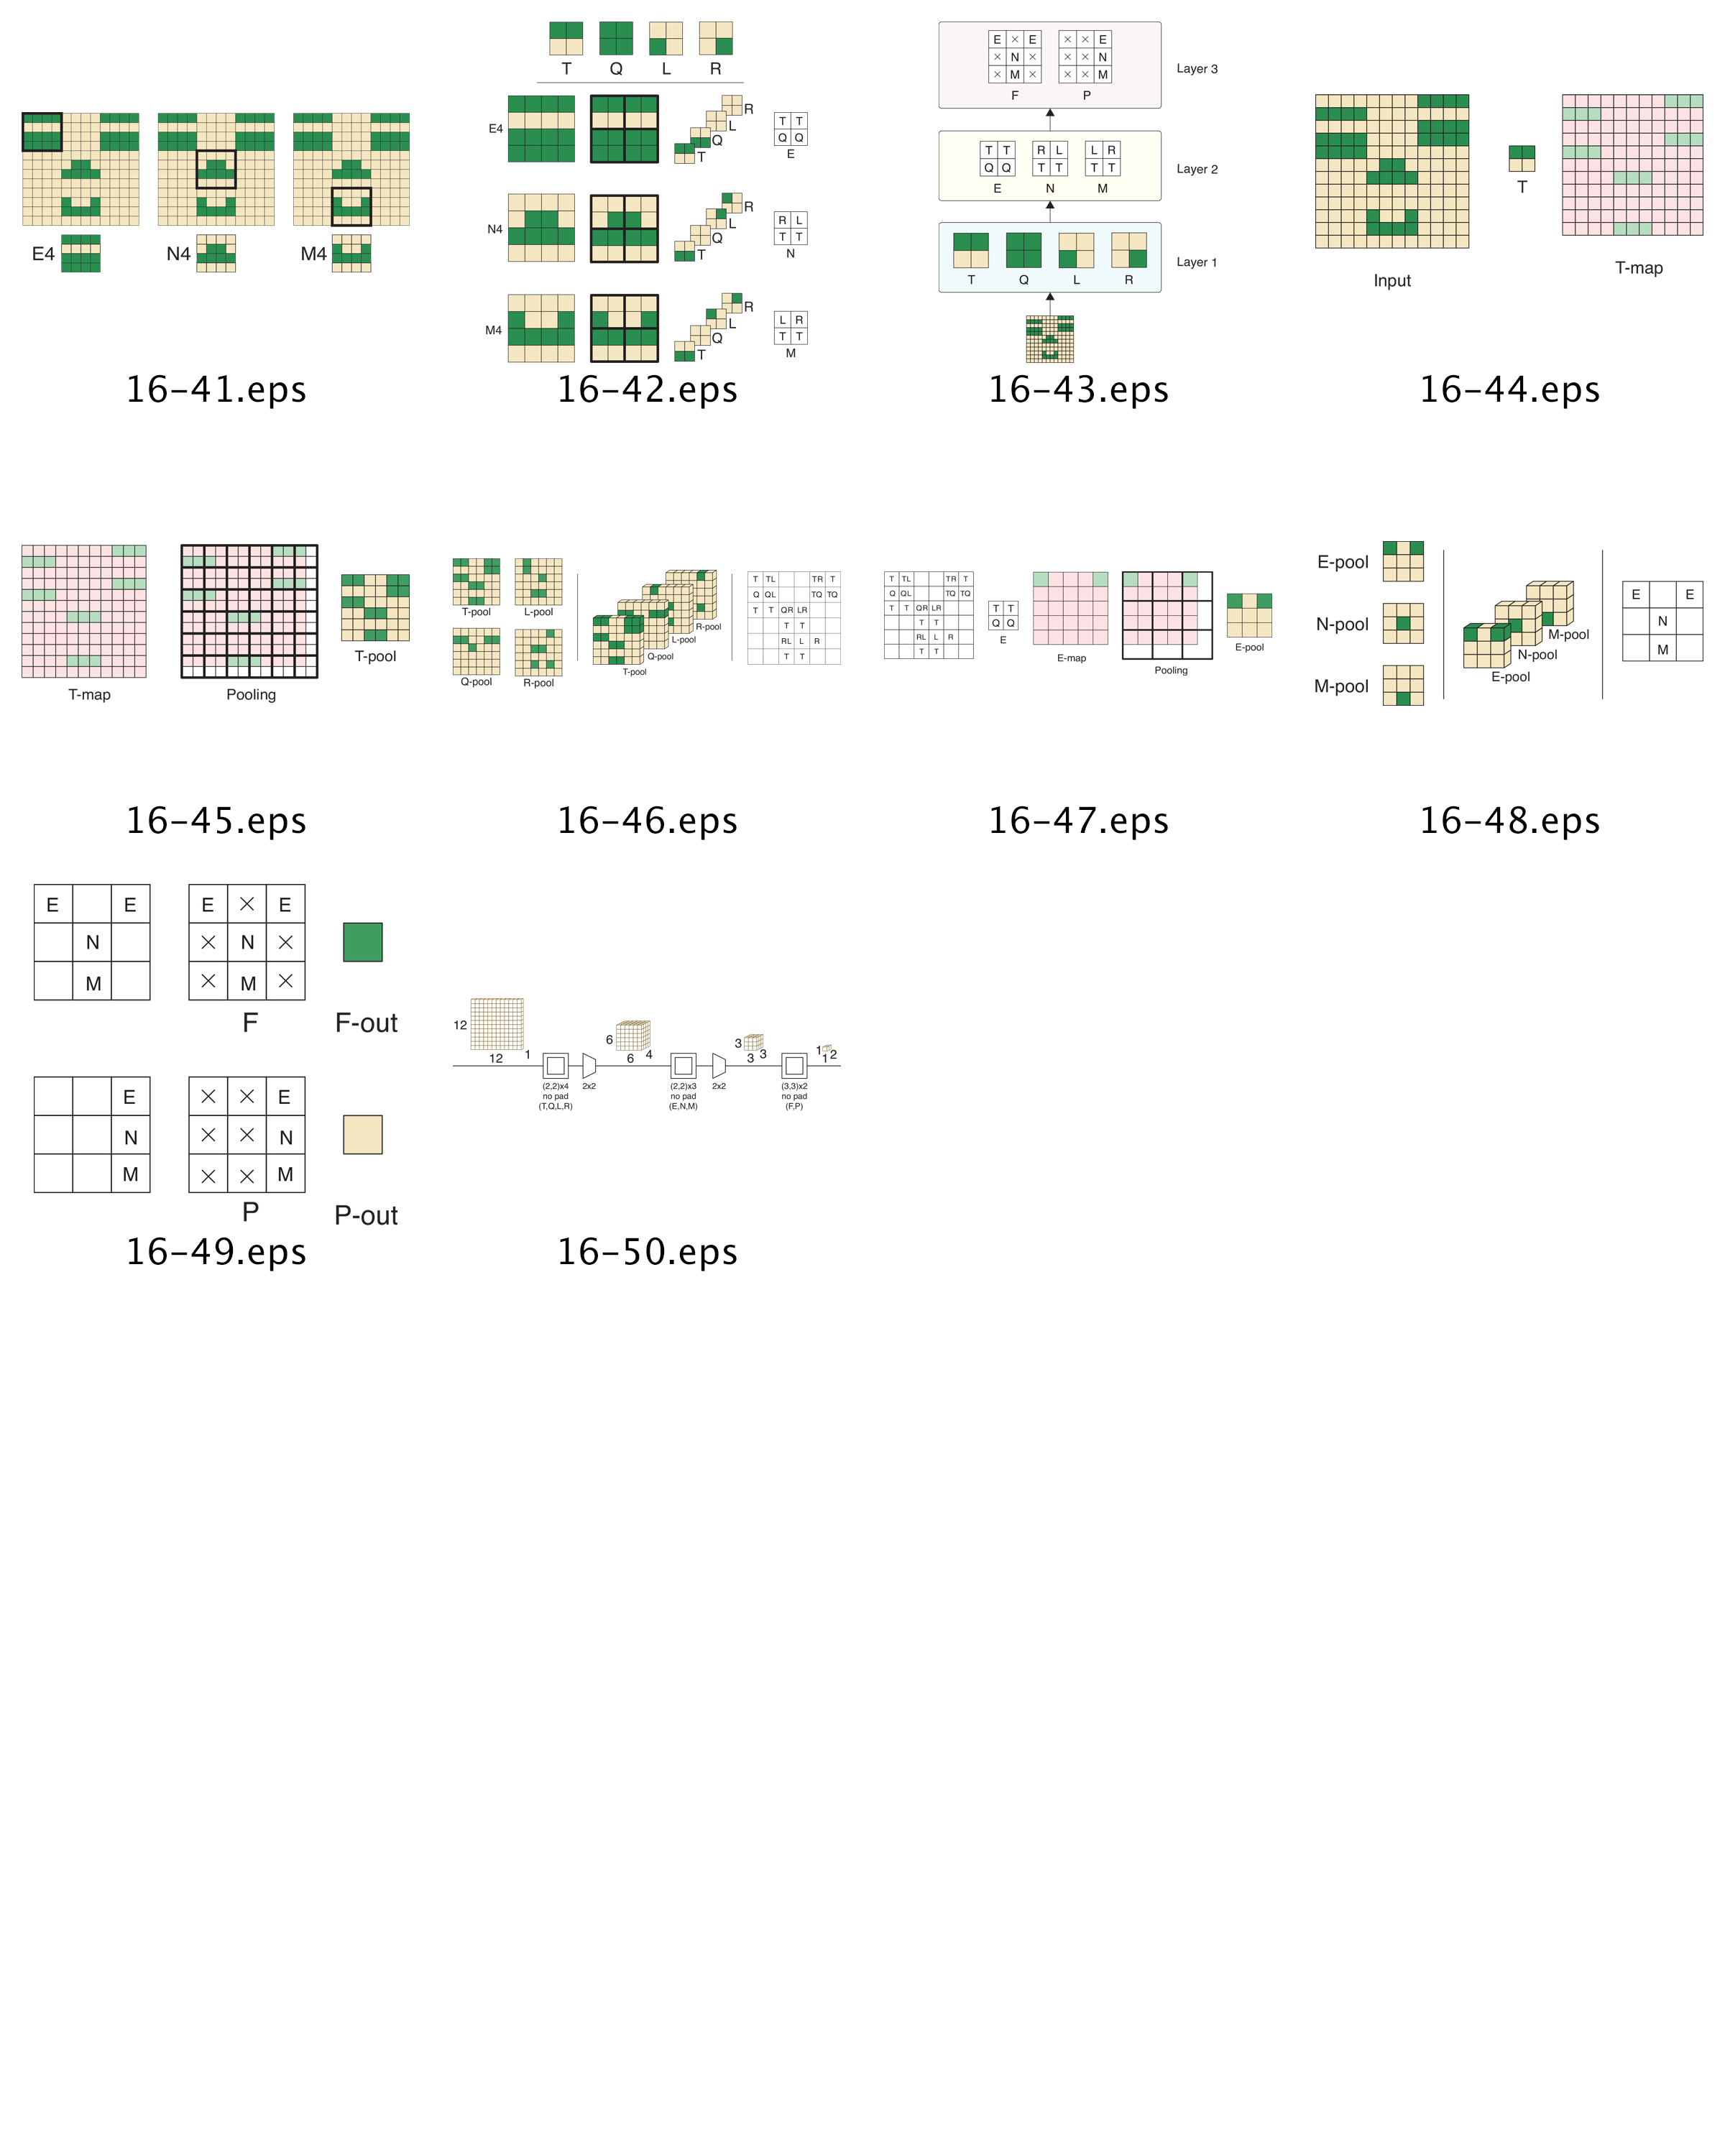 E4
N4
M4
16-41.eps
T Q L R
E4
R
L
Q
T
T T
Q Q
E
N4
R
L
Q
T
R L
T T
N
M4
R
L
Q
T
L R
T T
M
16-42.eps
E × E
× N ×
× M ×
F
× × E
× × N
× × M
P
Layer 3
T T
Q Q
E
R L
T T
N
L R
T T
M
Layer 2
T Q L R
Layer 1
16-43.eps
Input
T
T-map
16-44.eps
T-map
Pooling
T-pool
16-45.eps
T-pool
L-pool
Q-pool
R-pool
R-pool
L-pool
Q-pool
T-pool
T TL TR T
Q QL TQ TQ
T T QR LR
T T
RL L R
T T
16-46.eps
T TL TR T
Q QL TQ TQ
T T QR LR
T T
RL L R
T T
T T
Q Q
E
E-map
Pooling
E-pool
16-47.eps
E-pool
N-pool
M-pool
M-pool
N-pool
E-pool
E E
N
M
16-48.eps
E E
N
M
E × E
× N ×
× M ×
F
F-out
E
N
M
× × E
× × N
× × M
P
P-out
16-49.eps
12
12
1
(2,2)x4
no pad
(T,Q,L,R)
2x2
6
6
4
(2,2)x3
no pad
(E,N,M)
2x2
3
3
3
(3,3)x2
no pad
(F,P)
1
1
2
16-50.eps